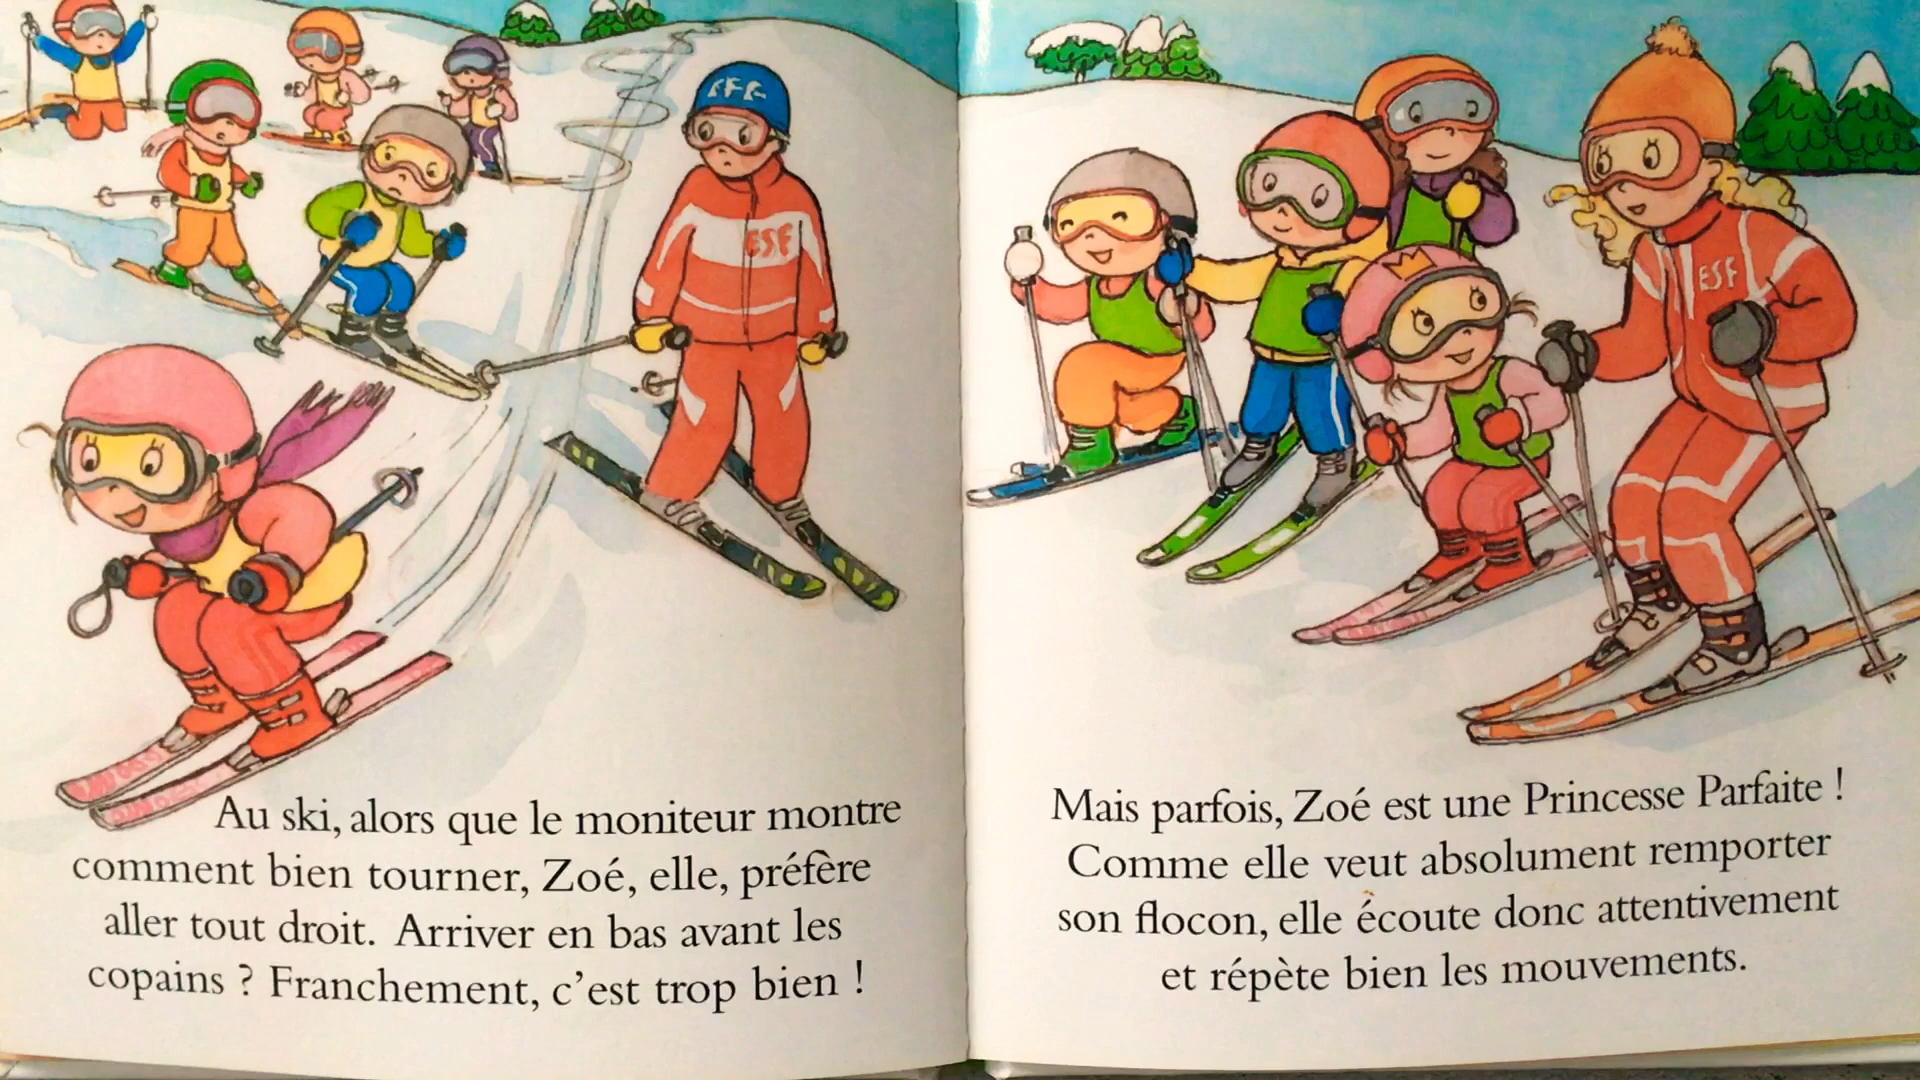 ESF
Au ski, alors que le moniteur montre
comment bien tourner, Zoé, elle, préfère
aller tout droit. Arriver en bas avant les
copains ? Franchement, c'est trop bien !
ESF
Mais parfois, Zoé est une Princesse Parfaite !
Comme elle veut absolument remporter
son flocon, elle écoute donc attentivement
et répète bien les mouvements.